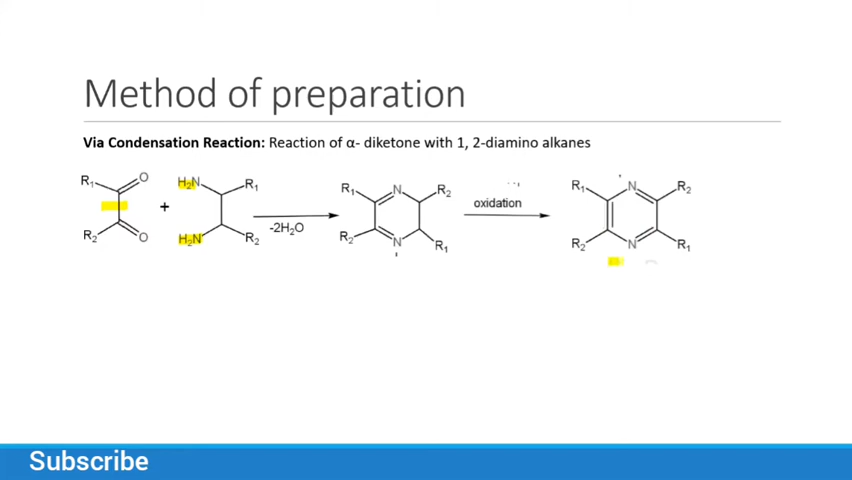 Method of preparation
Via Condensation Reaction: Reaction of α- diketone with 1, 2-diamino alkanes
R₁ O
R₂ O
+
H₂N R₁
H₂N R₂
-2H₂O
R₁ N R₂
R₂ N R₁
oxidation
R₁ N R₂
R₂ N R₁
Subscribe